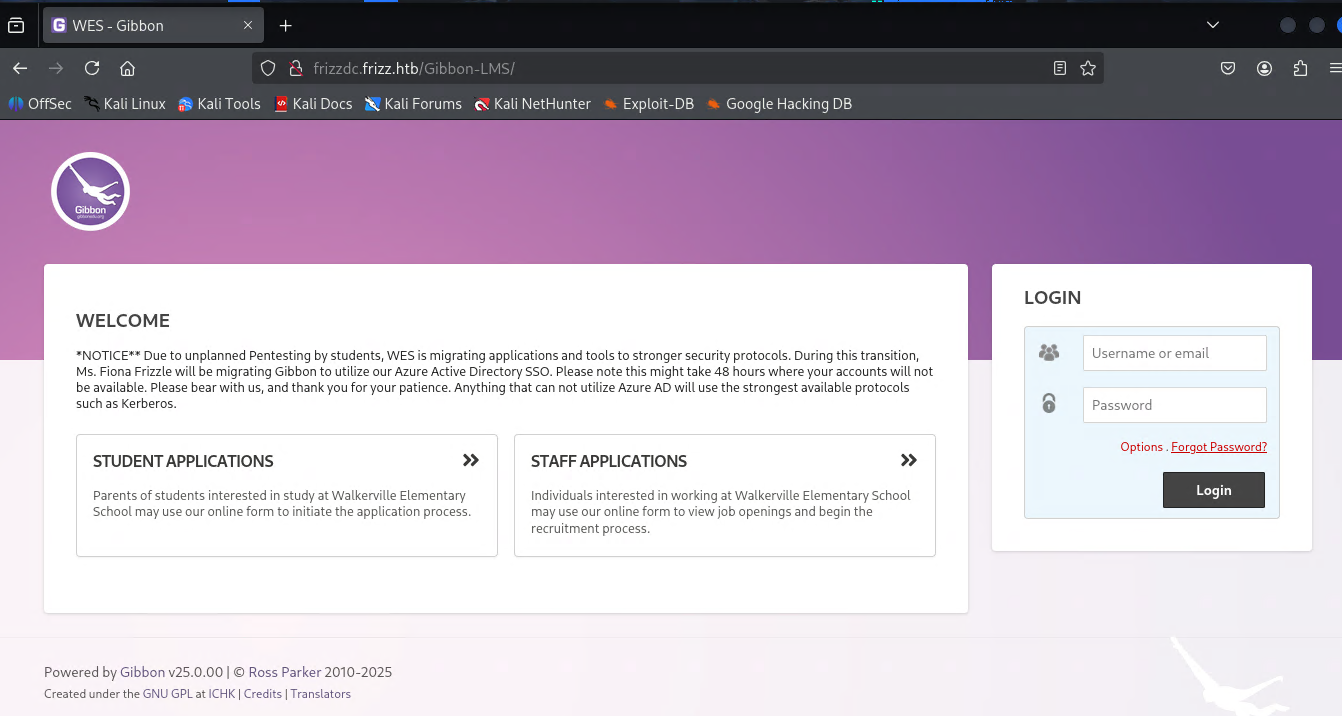 WES - Gibbon
frizzdc.frizz.htb/Gibbon-LMS/
OffSec Kali Linux Kali Tools Kali Docs Kali Forums Kali NetHunter Exploit-DB Google Hacking DB
Gibbon
gibbonedu.org
WELCOME
*NOTICE** Due to unplanned Pentesting by students, WES is migrating applications and tools to stronger security protocols. During this transition,
Ms. Fiona Frizzle will be migrating Gibbon to utilize our Azure Active Directory SSO. Please note this might take 48 hours where your accounts will not
be available. Please bear with us, and thank you for your patience. Anything that can not utilize Azure AD will use the strongest available protocols
such as Kerberos.
STUDENT APPLICATIONS
Parents of students interested in study at Walkerville Elementary
School may use our online form to initiate the application process.
STAFF APPLICATIONS
Individuals interested in working at Walkerville Elementary School
may use our online form to view job openings and begin the
recruitment process.
LOGIN
Username or email
Password
Options . Forgot Password?
Login
Powered by Gibbon v25.0.00 | © Ross Parker 2010-2025
Created under the GNU GPL at ICHK | Credits | Translators